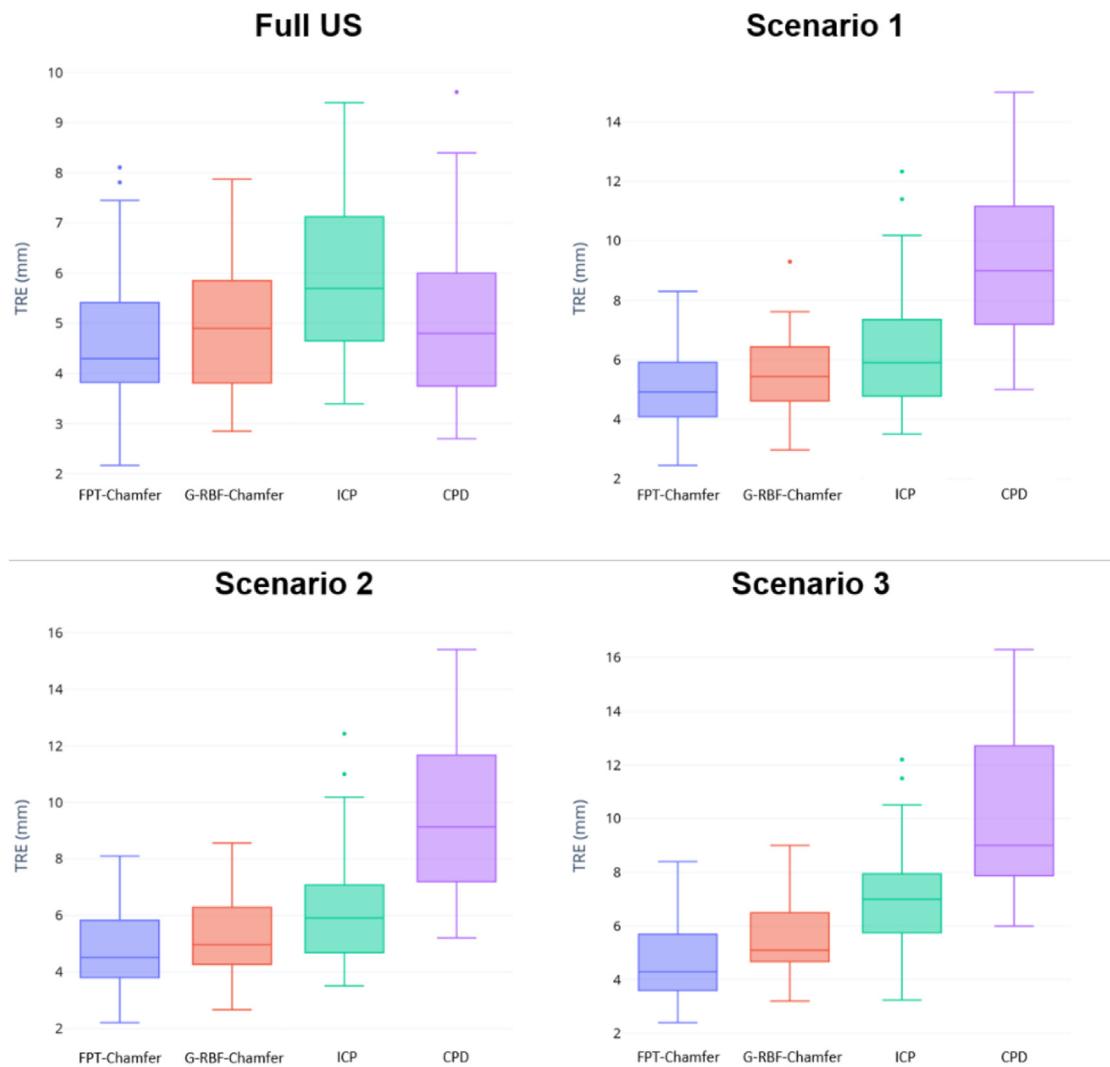 Full US
10
9
8
7
6
5
4
3
2
TRE (mm)
FPT-Chamfer G-RBF-Chamfer ICP CPD
Scenario 1
14
12
10
8
6
4
2
TRE (mm)
FPT-Chamfer G-RBF-Chamfer ICP CPD
Scenario 2
16
14
12
10
8
6
4
2
TRE (mm)
FPT-Chamfer G-RBF-Chamfer ICP CPD
Scenario 3
16
14
12
10
8
6
4
2
TRE (mm)
FPT-Chamfer G-RBF-Chamfer ICP CPD